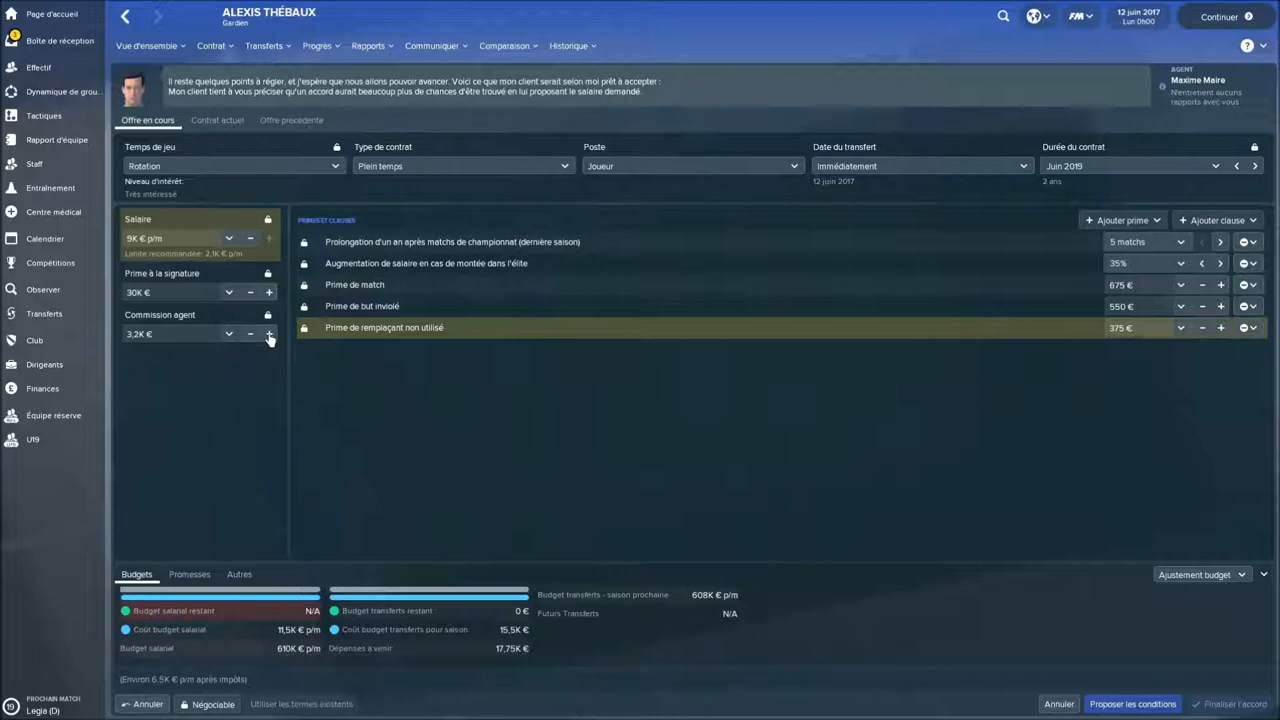 Page d'accueil
3
Boîte de réception
Effectif
Dynamique de grou...
Tactiques
Rapport d'équipe
Staff
Entraînement
Centre médical
Calendrier
Compétitions
Observer
Transferts
Club
Dirigeants
Finances
Équipe réserve
U19
PROCHAIN MATCH
19 Legia (D)
ALEXIS THÉBAUX
Gardien
FM
12 juin 2017
Lun 0h00
Continuer
Vue d'ensemble Contrat Transferts Progrès Rapports Communiquer Comparaison Historique
?
Il reste quelques points à régler, et j'espère que nous allons pouvoir avancer. Voici ce que mon client serait selon moi prêt à accepter :
Mon client tient à vous préciser qu'un accord aurait beaucoup plus de chances d'être trouvé en lui proposant le salaire demandé.
AGENT
Maxime Maire
N'entretient aucuns
rapports avec vous
Offre en cours Contrat actuel Offre précédente
Temps de jeu Type de contrat Poste Date du transfert Durée du contrat
Rotation Plein temps Joueur Immédiatement Juin 2019
Niveau d'intérêt: 12 juin 2017 2 ans
Très intéressé
Salaire
9K € p/m
Limite recommandée: 2,1K € p/m
Prime à la signature
30K €
Commission agent
3,2K €
PRIMES ET CLAUSES
+ Ajouter prime + Ajouter clause
Prolongation d'un an après matchs de championnat (dernière saison) 5 matchs
Augmentation de salaire en cas de montée dans l'élite 35%
Prime de match 675 €
Prime de but inviolé 550 €
Prime de remplaçant non utilisé 375 €
Budgets Promesses Autres
Ajustement budget
Budget salarial restant N/A
Coût budget salarial 11,5K € p/m
Budget salarial 610K € p/m
Budget transferts restant 0 €
Coût budget transferts pour saison 15,5K €
Dépenses à venir 17,75K €
Budget transferts - saison prochaine 608K € p/m
Futurs Transferts N/A
(Environ 6,5K € p/m après impôts)
Annuler Négociable Utiliser les termes existants
Annuler Proposer les conditions Finaliser l'accord